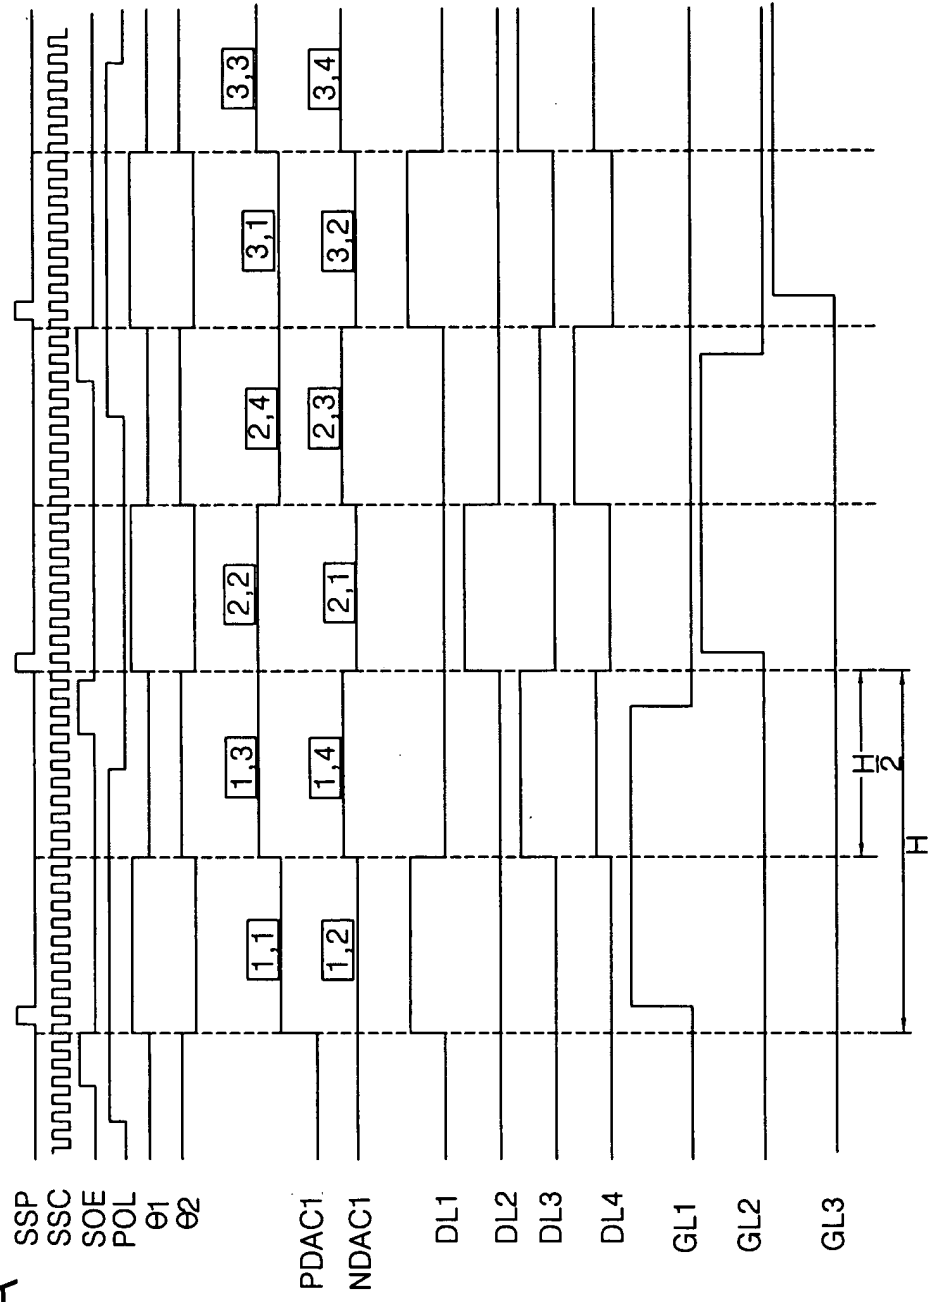 SSP
SSC
SOE
POL
θ1
θ2
PDAC1
1,1
1,3
2,2
2,4
3,1
3,3
NDAC1
1,2
1,4
2,1
2,3
3,2
3,4
DL1
DL2
DL3
DL4
GL1
GL2
GL3
H
2
H